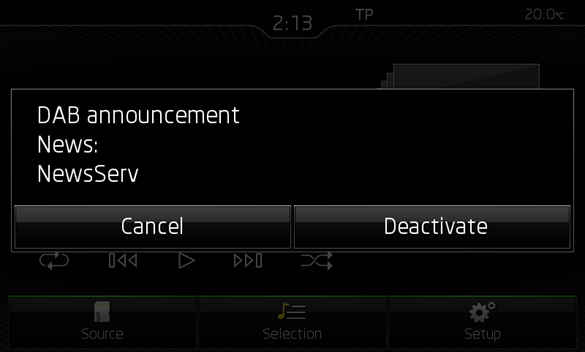 2:13
TP
20.0°C
DAB announcement
News:
NewsServ
Cancel
Deactivate
Source
Selection
Setup